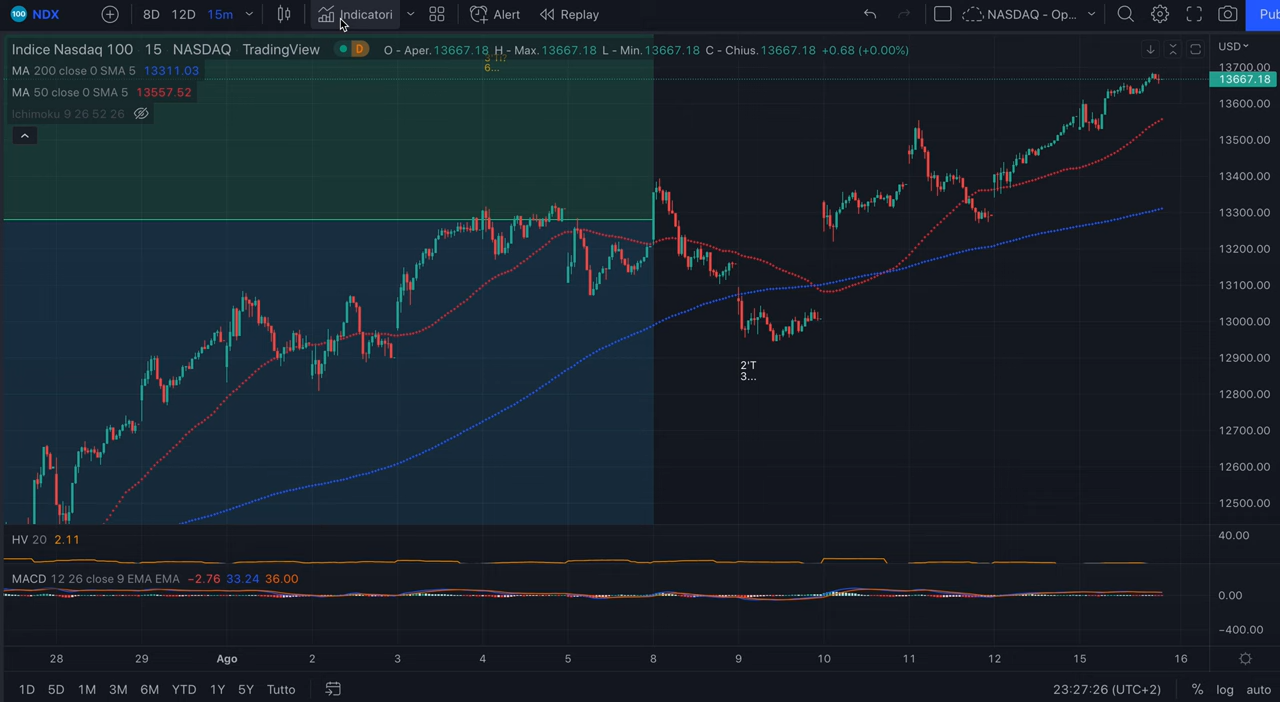 100 NDX 8D 12D 15m Indicatori Alert Replay NASDAQ - Op... Pub
Indice Nasdaq 100 15 NASDAQ TradingView D O - Aper.13667.18 H - Max.13667.18 L - Min.13667.18 C - Chius.13667.18 +0.68 (+0.00%)
USD
MA 200 close 0 SMA 5 13311.03
MA 50 close 0 SMA 5 13557.52
Ichimoku 9 26 52 26
6...
2'T
3...
13700.00
13667.18
13600.00
13500.00
13400.00
13300.00
13200.00
13100.00
13000.00
12900.00
12800.00
12700.00
12600.00
12500.00
HV 20 2.11
40.00
MACD 12 26 close 9 EMA EMA −2.76 33.24 36.00
0.00
−400.00
28 29 Ago 2 3 4 5 8 9 10 11 12 15 16
1D 5D 1M 3M 6M YTD 1Y 5Y Tutto 23:27:26 (UTC+2) % log auto